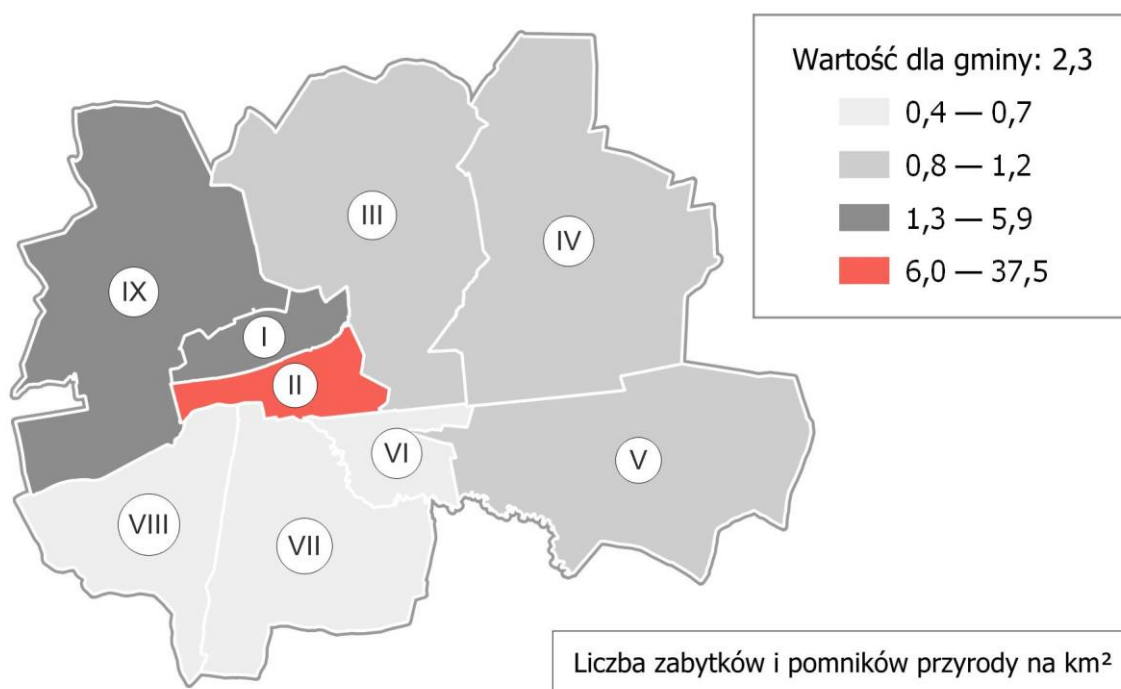 Wartość dla gminy: 2,3
0,4 — 0,7
0,8 — 1,2
1,3 — 5,9
6,0 — 37,5
III
IV
IX
I
II
VI
V
VIII
VII
Liczba zabytków i pomników przyrody na km²